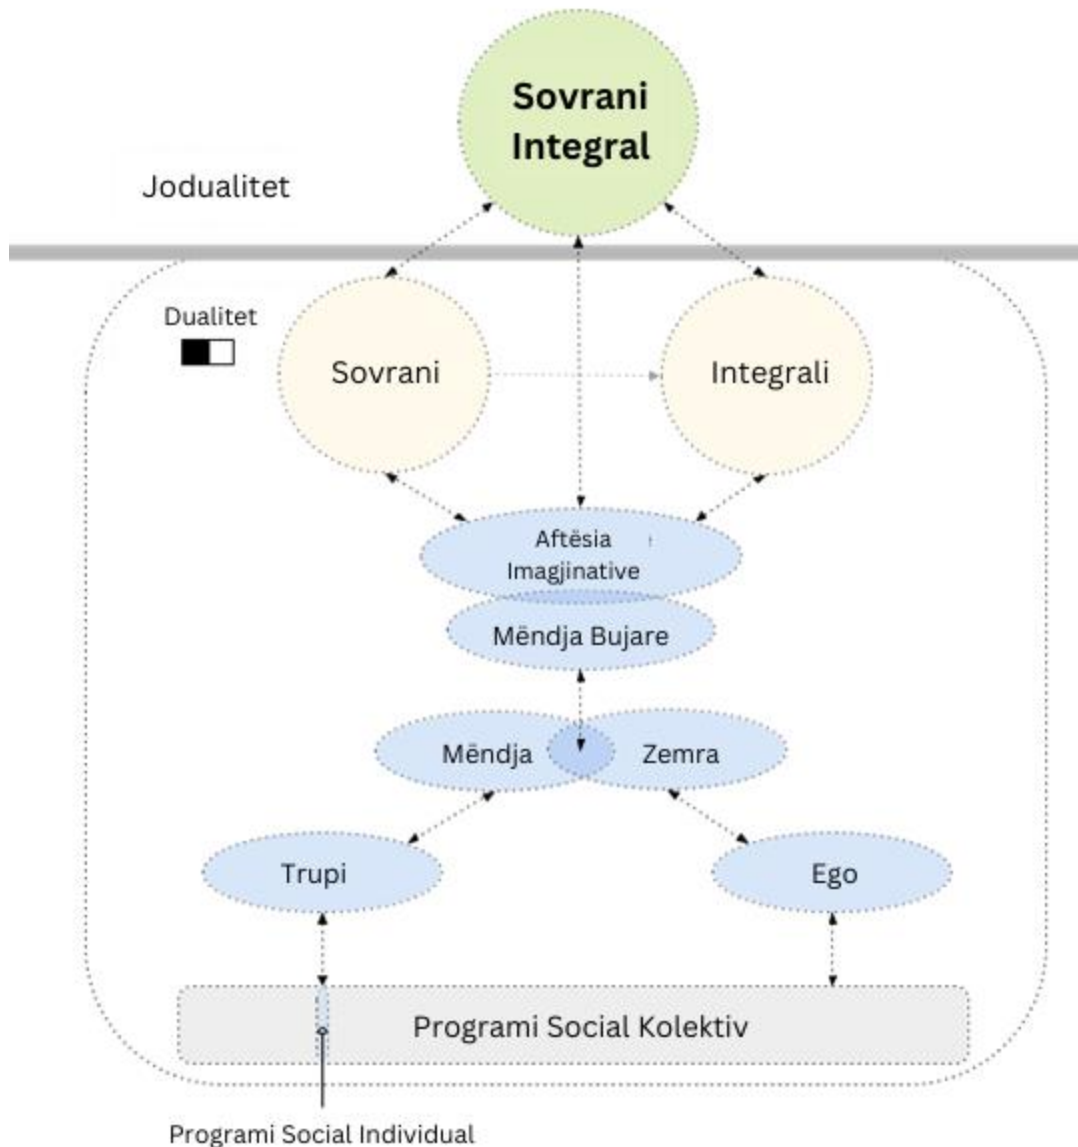 Sovrani
Integral
Jodualitet
Dualitet
Sovrani
Integrali
Aftësia
Imagjinative
Mëndja Bujare
Mëndja
Zemra
Trupi
Ego
Programi Social Kolektiv
Programi Social Individual